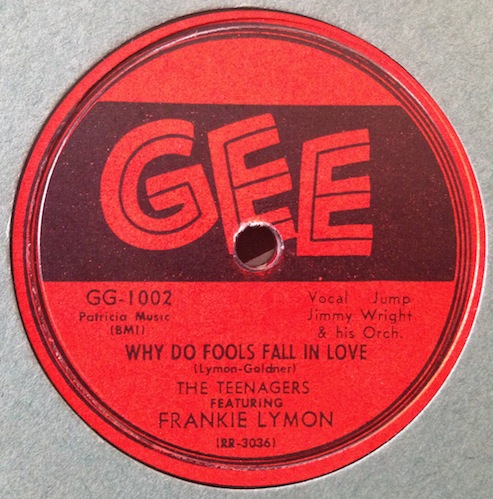 GEE
GG-1002
Patricia Music
(BMI)
Vocal Jump
Jimmy Wright
& his Orch.
WHY DO FOOLS FALL IN LOVE
(Lymon-Goldner)
THE TEENAGERS
FEATURING
FRANKIE LYMON
(RR-3036)